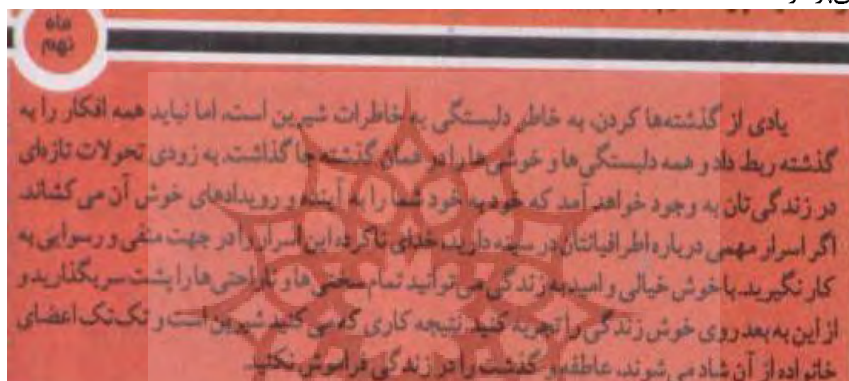 ماه
نهم
یادی از گذشته‌ها کردن، به خاطر دلبستگی به خاطرات شیرین است، اما نباید همه افکار را به
گذشته ربط داد و همه دلبستگی‌ها و خوشی‌ها را در همان گذشته جا گذاشت. به زودی تحولات تازه‌ای
در زندگی‌تان به وجود خواهد آمد که خود به خود شما را به آینده و رویدادهای خوش آن می‌کشاند.
اگر اسرار مهمی درباره اطرافیانتان در سینه دارید، خدای ناکرده این اسرار را در جهت منفی و رسوایی به
کار نگیرید. با خوش خیالی و امید به زندگی می‌توانید تمام سختی‌ها و ناراحتی‌ها را پشت سر بگذارید و
از این به بعد روی خوش زندگی را تجربه کنید. نتیجه کاری که می‌کنید شیرین است و تک‌تک اعضای
خانواده از آن شاد می‌شوند. عاطفه و گذشت را در زندگی فراموش نکنید.